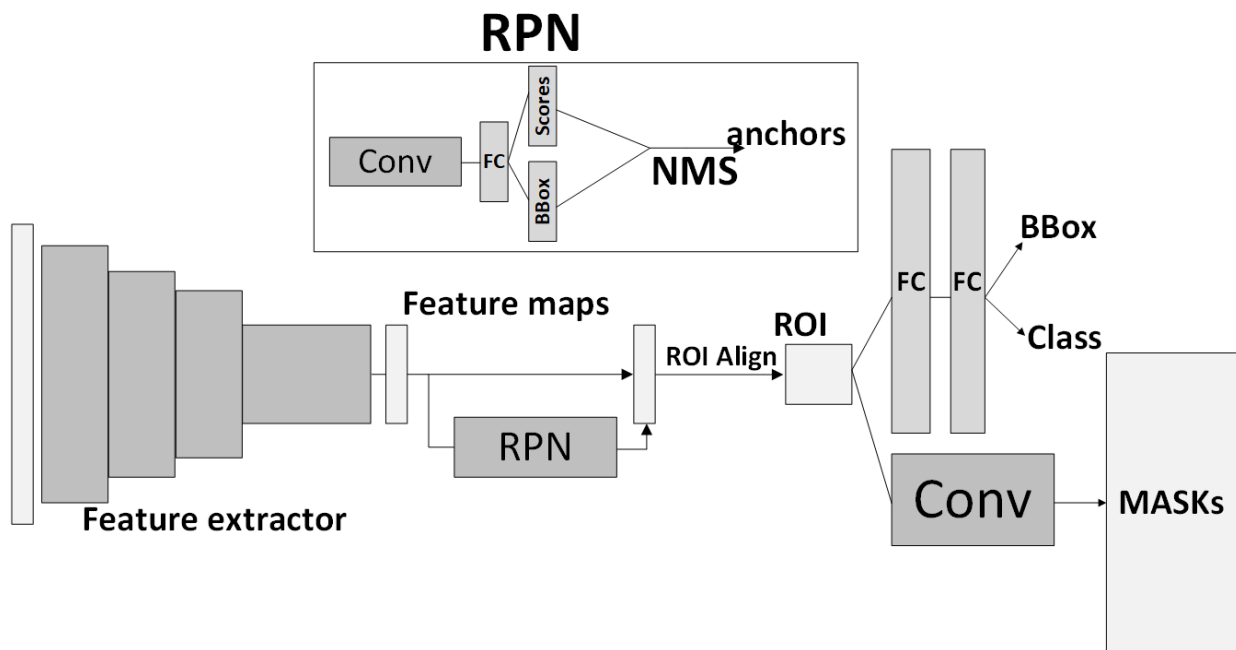 RPN
Scores
anchors
Conv
FC
NMS
BBox
BBox
FC
FC
Feature maps
ROI
ROI Align
Class
RPN
Feature extractor
Conv
MASKs